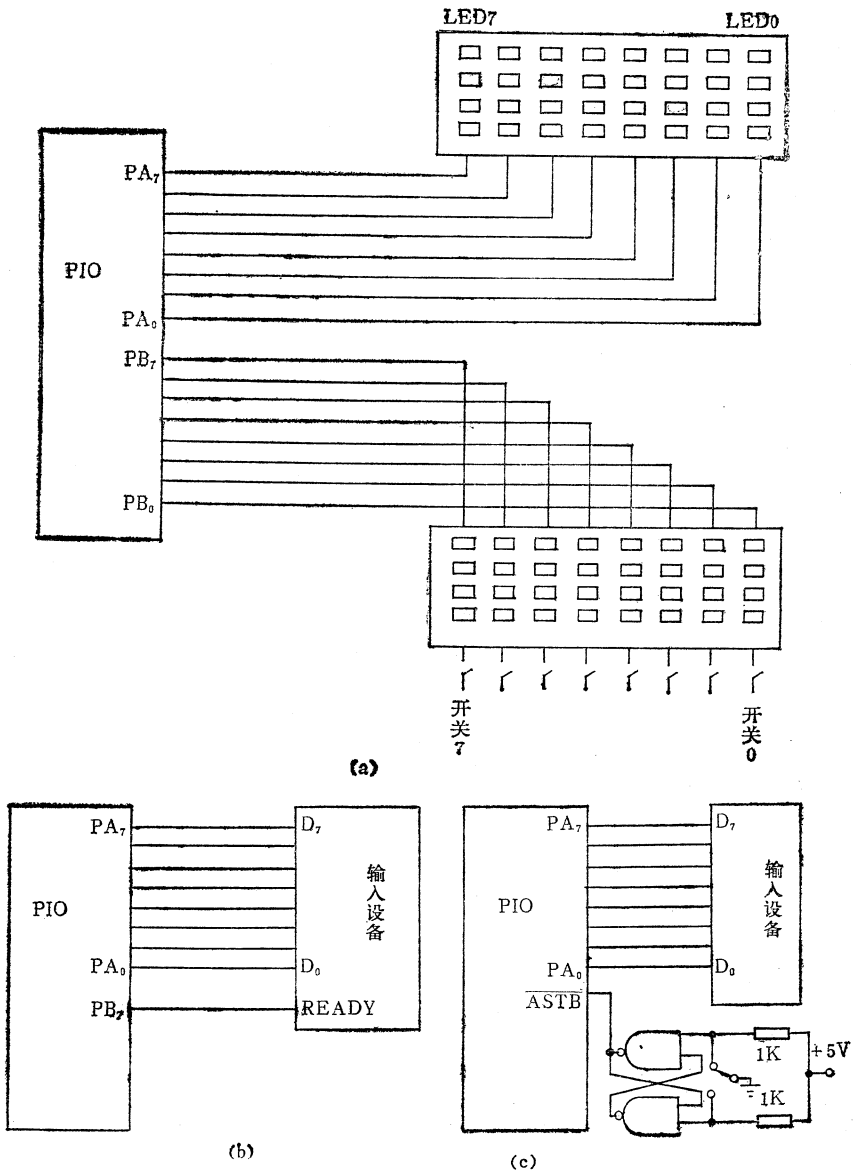 LED7 LED0
PA₇
PIO
PA₀
PB₇
PB₀
开关7 开关0
(a)
PA₇ D₇
PIO 输入设备
PA₀ D₀
PB₇ READY
(b)
PA₇ D₇
PIO 输入设备
PA₀ D₀
A̅S̅T̅B̅
1K +5V
1K
(c)